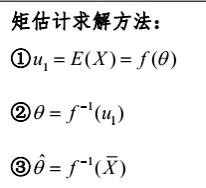 矩估计求解方法：
①u₁ = E(X) = f(θ)
②θ = f⁻¹(u₁)
③θ̂ = f⁻¹(X̄)